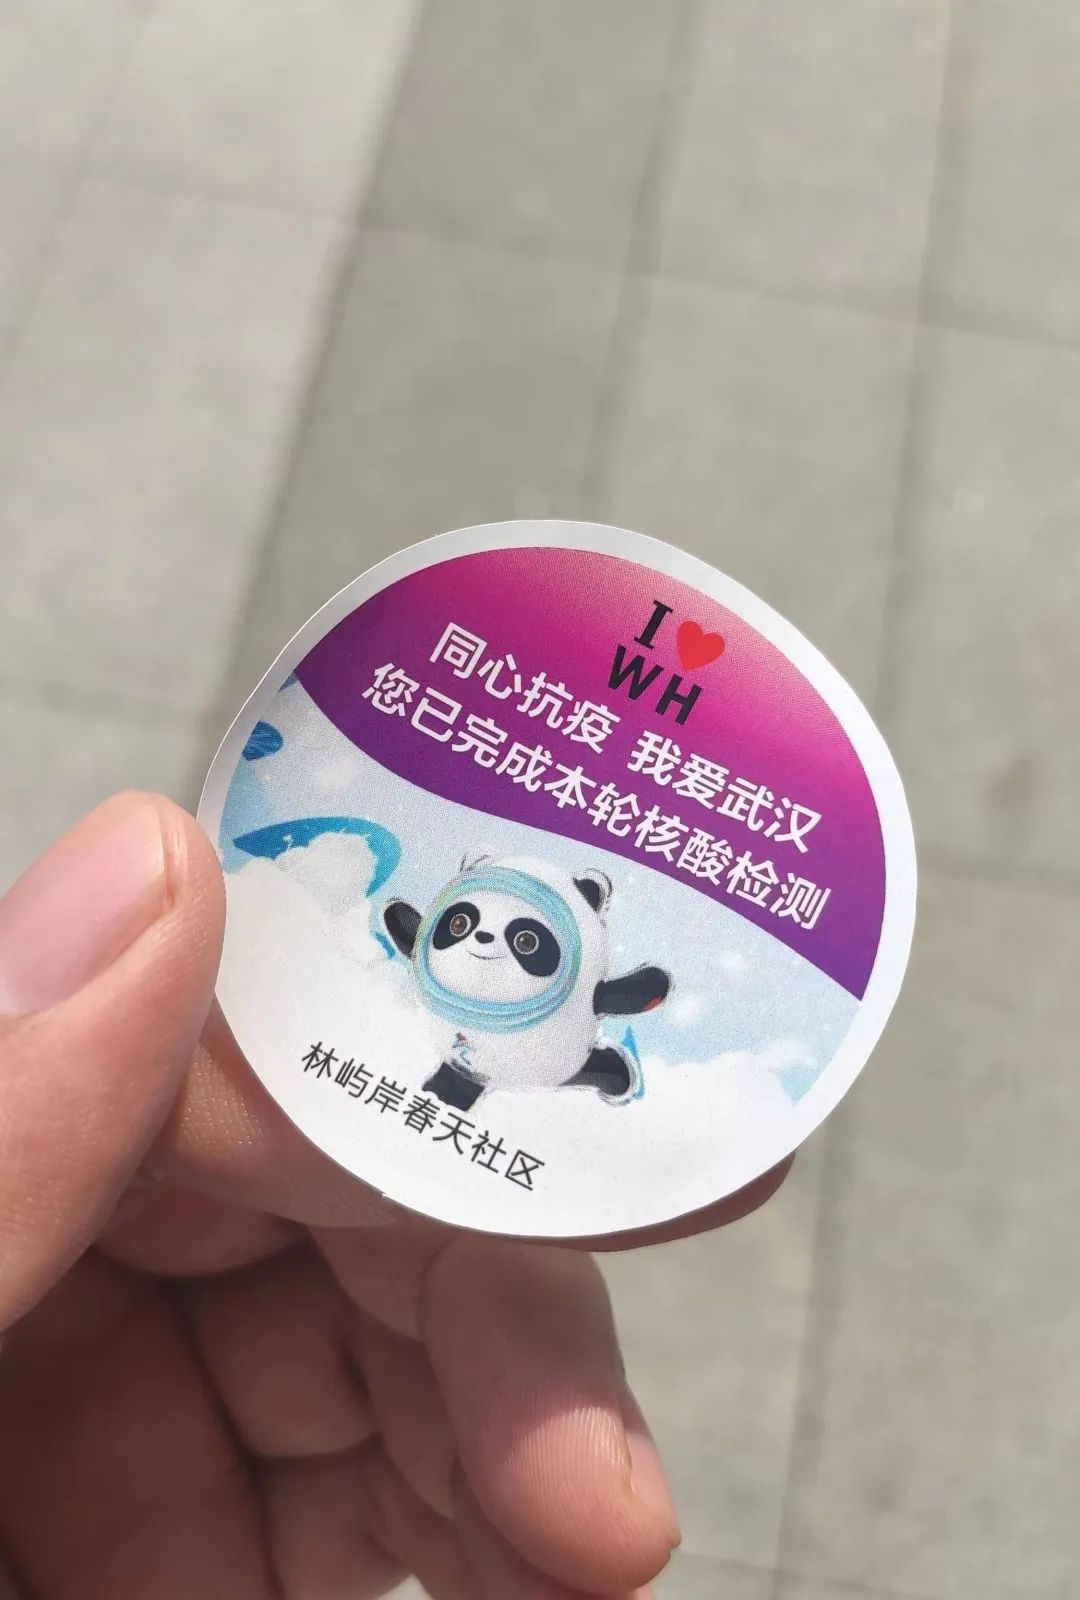 I ❤
WH
同心抗疫 我爱武汉
您已完成本轮核酸检测
林屿岸春天社区